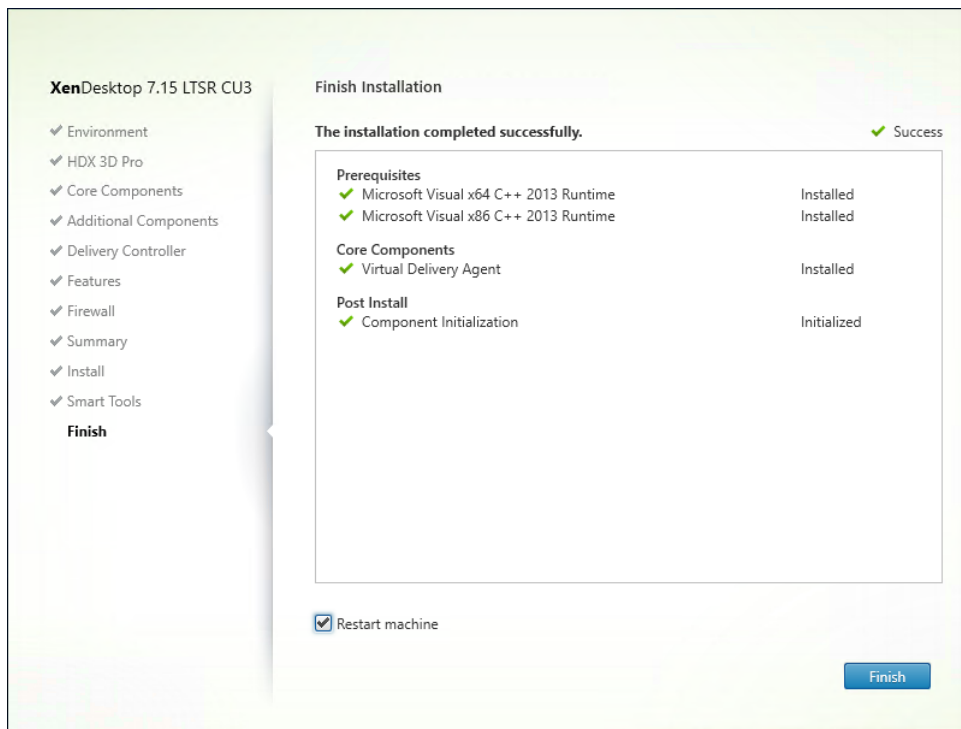 XenDesktop 7.15 LTSR CU3
Environment
HDX 3D Pro
Core Components
Additional Components
Delivery Controller
Features
Firewall
Summary
Install
Smart Tools
Finish
Finish Installation
The installation completed successfully.
Success
Prerequisites
Microsoft Visual x64 C++ 2013 Runtime Installed
Microsoft Visual x86 C++ 2013 Runtime Installed
Core Components
Virtual Delivery Agent Installed
Post Install
Component Initialization Initialized
Restart machine
Finish